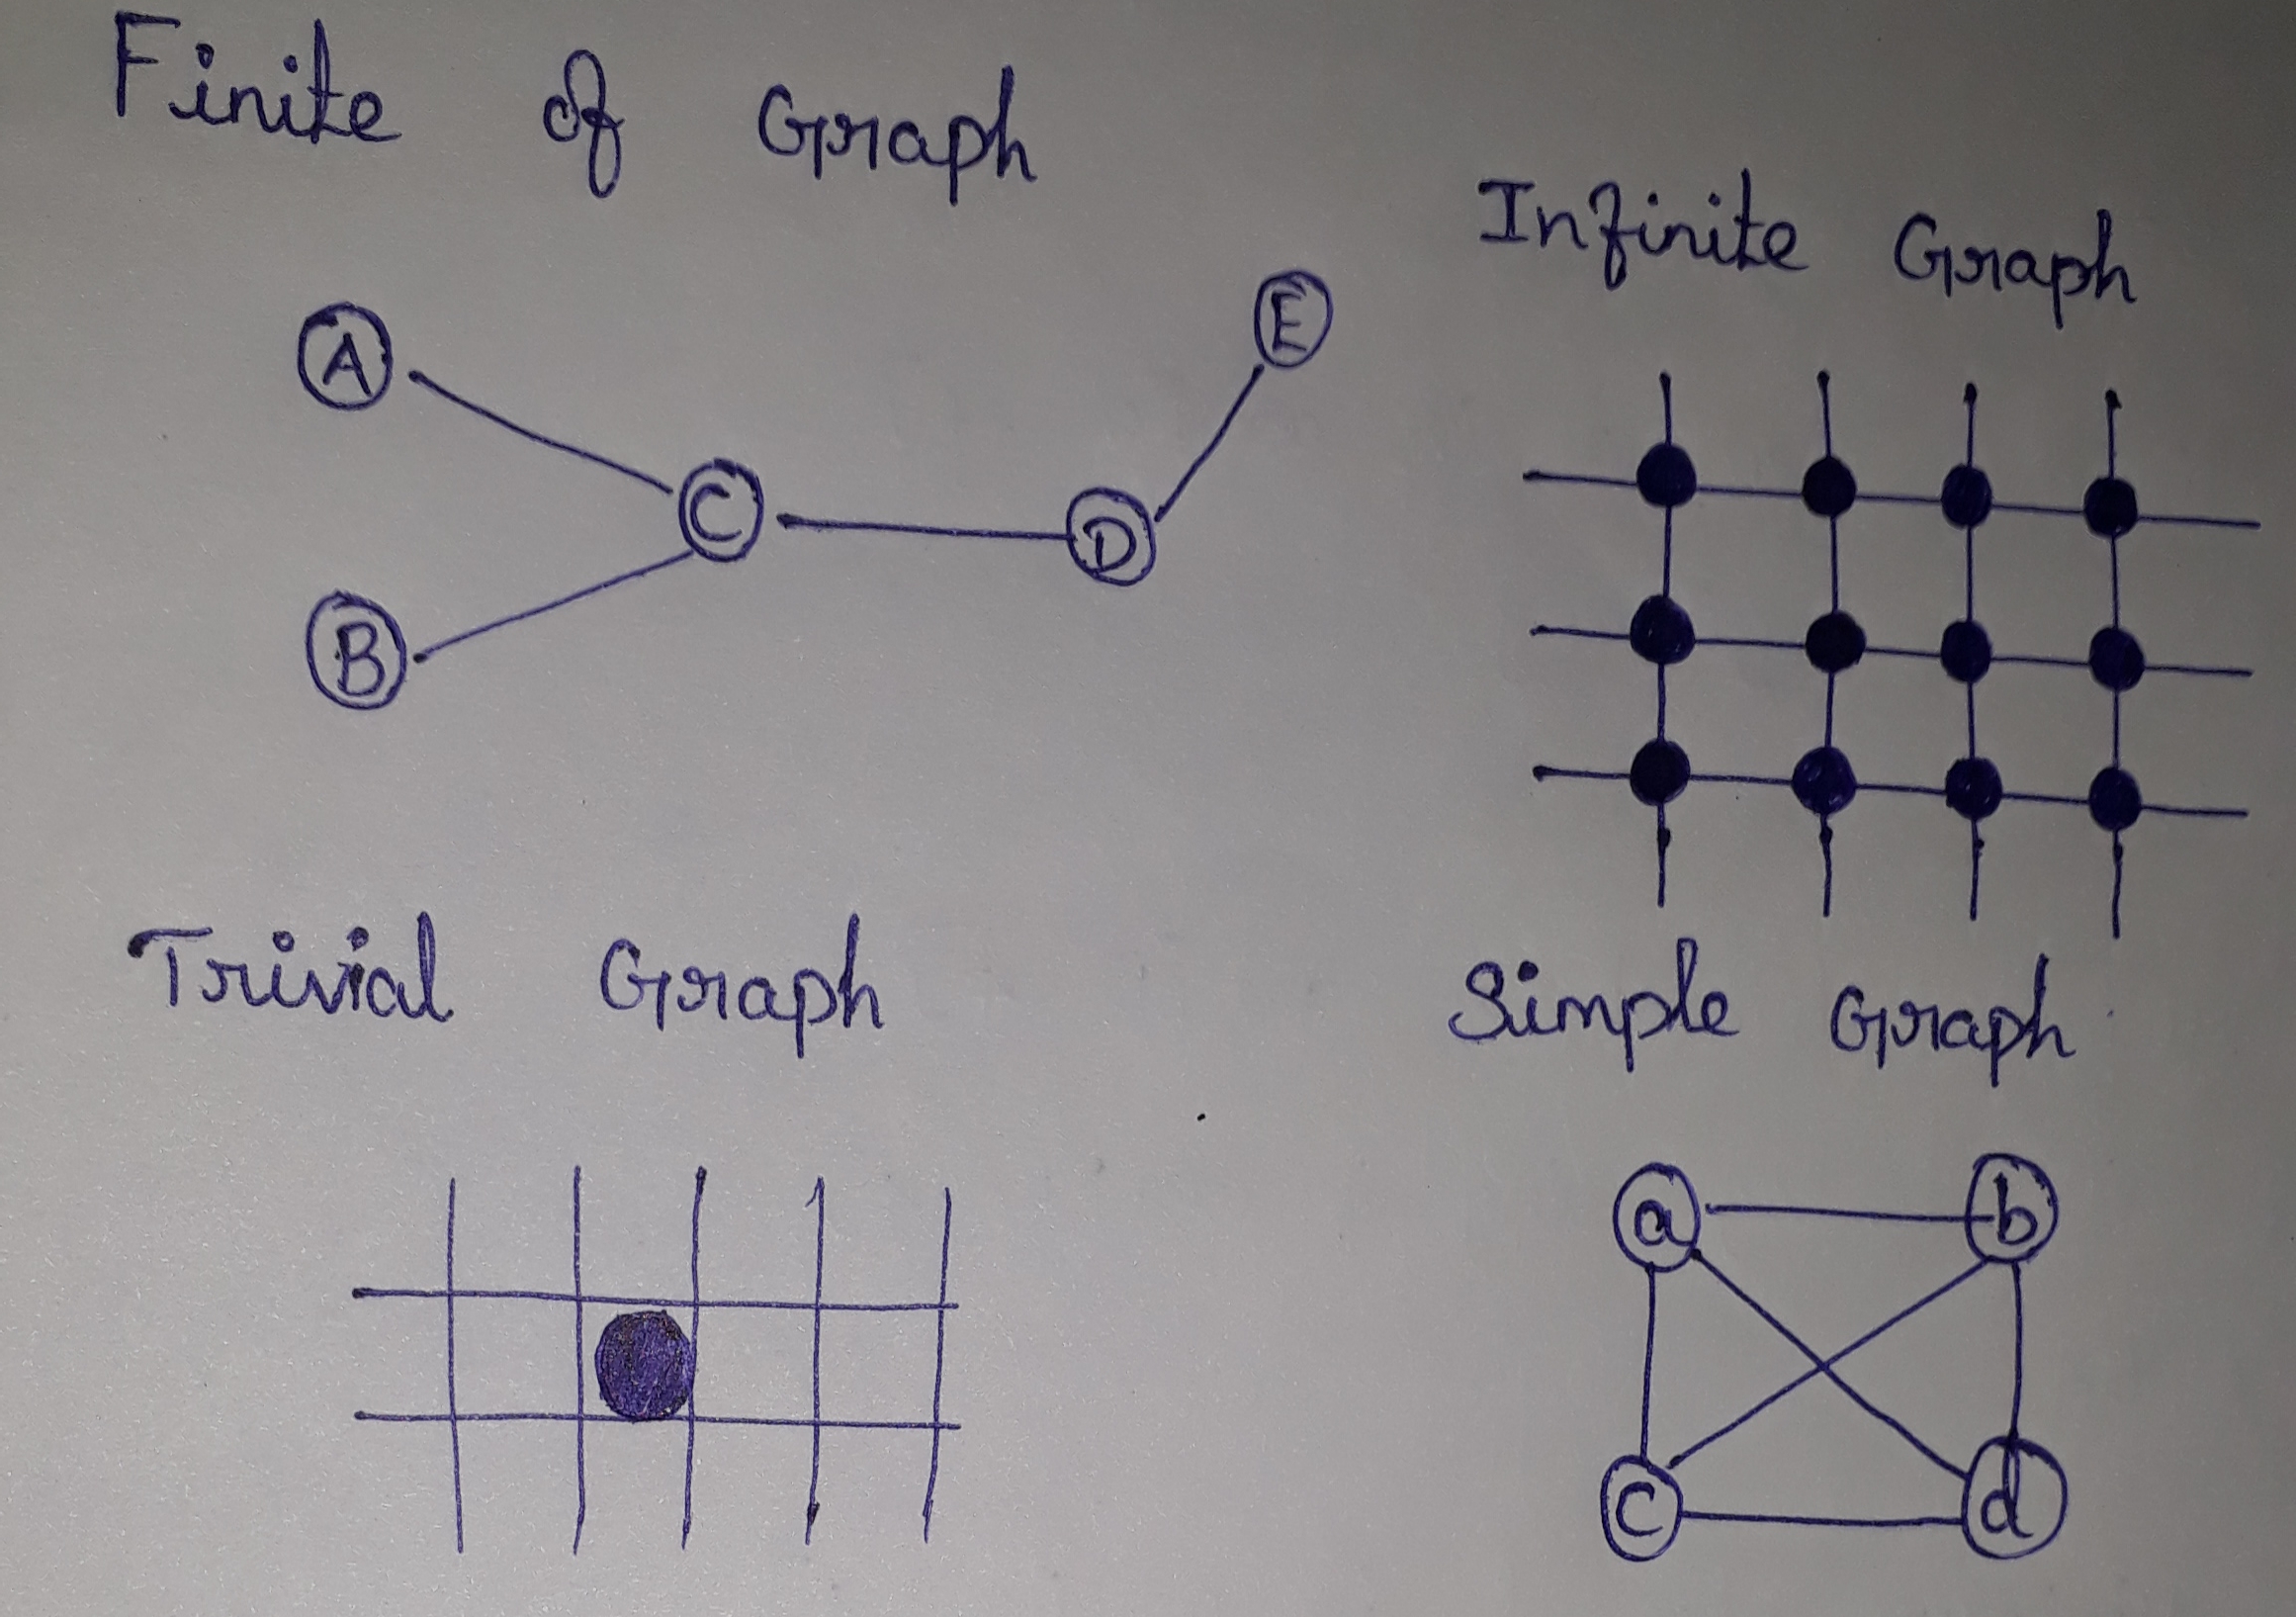 Finite of Graph
A
B
C
D
E
Infinite Graph
Trivial Graph
Simple Graph
a
b
c
d